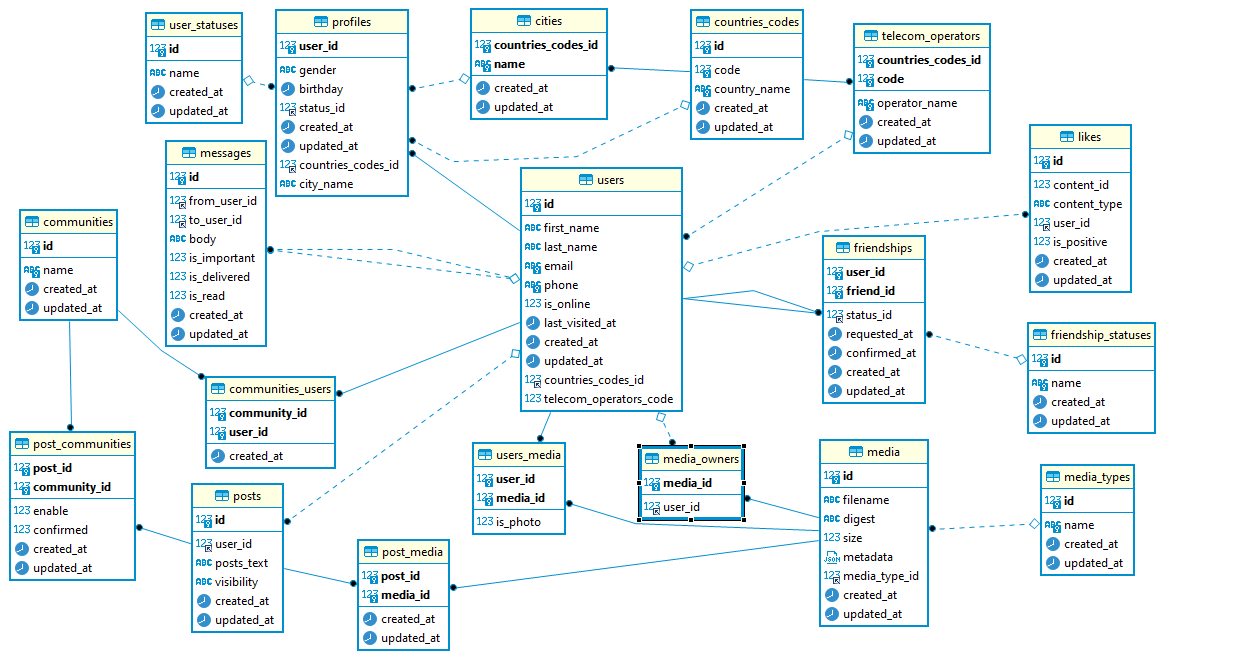 user_statuses
id
name
created_at
updated_at
profiles
user_id
gender
birthday
status_id
created_at
updated_at
countries_codes_id
city_name
cities
countries_codes_id
name
created_at
updated_at
countries_codes
id
code
country_name
created_at
updated_at
telecom_operators
countries_codes_id
code
operator_name
created_at
updated_at
messages
id
from_user_id
to_user_id
body
is_important
is_delivered
is_read
created_at
updated_at
users
id
first_name
last_name
email
phone
is_online
last_visited_at
created_at
updated_at
countries_codes_id
telecom_operators_code
likes
id
content_id
content_type
user_id
is_positive
created_at
updated_at
communities
id
name
created_at
updated_at
friendships
user_id
friend_id
status_id
requested_at
confirmed_at
created_at
updated_at
friendship_statuses
id
name
created_at
updated_at
communities_users
community_id
user_id
created_at
post_communities
post_id
community_id
enable
confirmed
created_at
updated_at
posts
id
user_id
posts_text
visibility
created_at
updated_at
users_media
user_id
media_id
is_photo
media_owners
media_id
user_id
media
id
filename
digest
size
metadata
media_type_id
created_at
updated_at
media_types
id
name
created_at
updated_at
post_media
post_id
media_id
created_at
updated_at